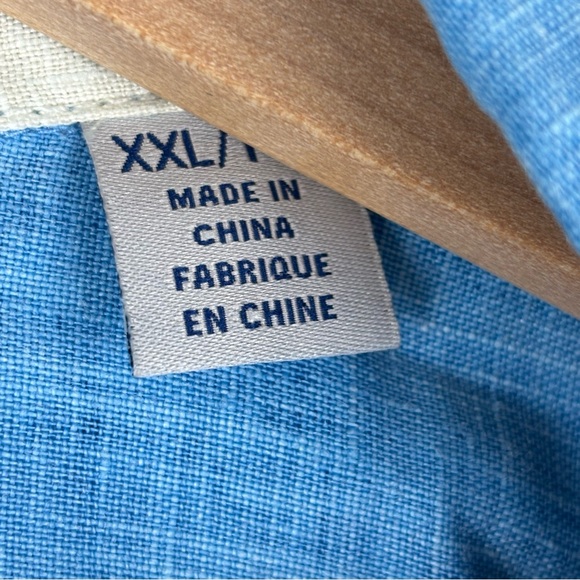 XXL/
MADE IN
CHINA
FABRIQUE
EN CHINE